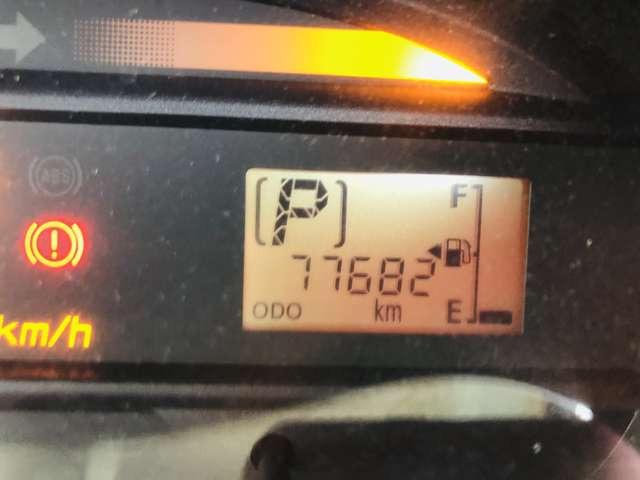 ABS
[P] F
77682
ODO km E
km/h